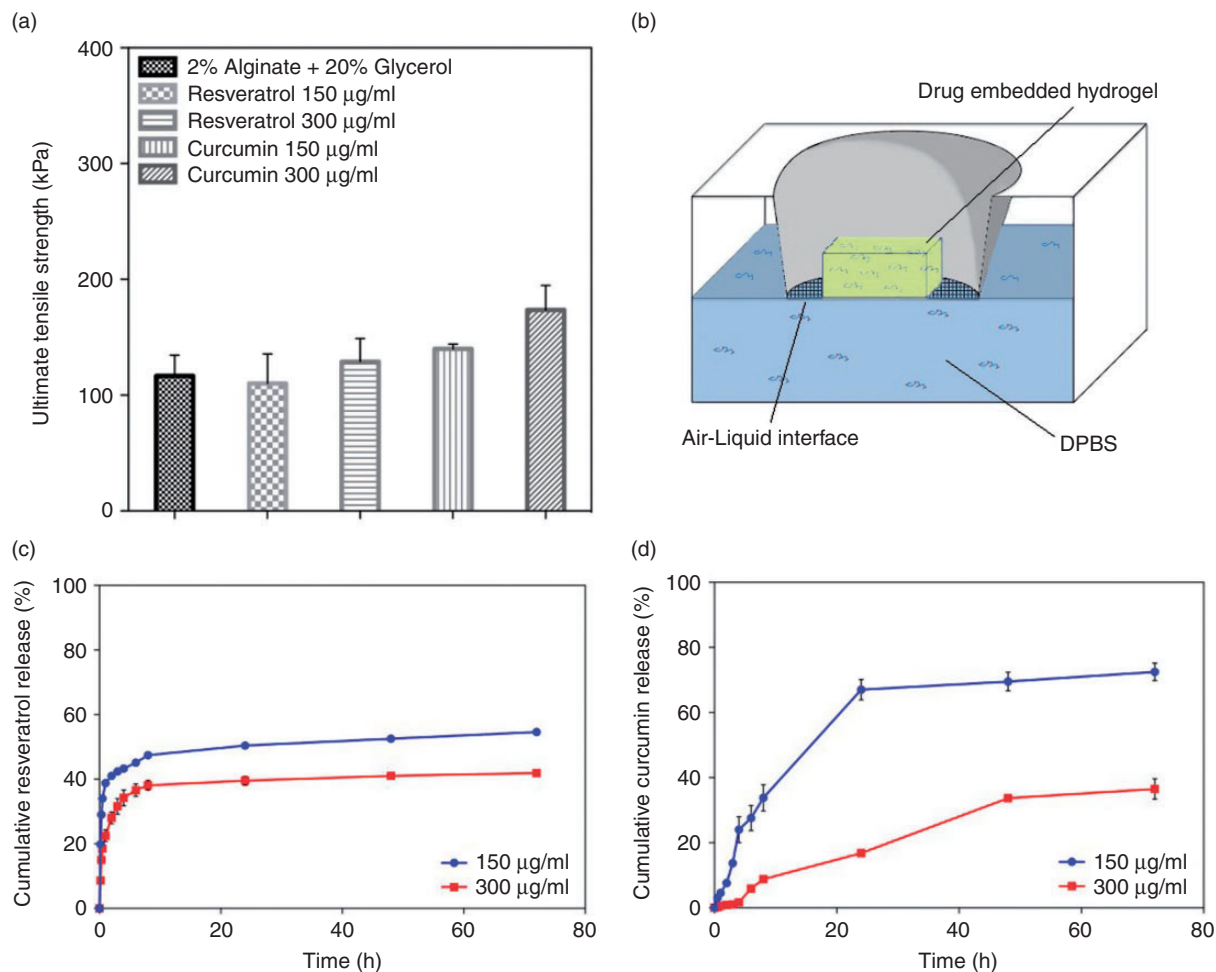 (a)
400
300
200
100
0
Ultimate tensile strength (kPa)
2% Alginate + 20% Glycerol
Resveratrol 150 μg/ml
Resveratrol 300 μg/ml
Curcumin 150 μg/ml
Curcumin 300 μg/ml
(b)
Drug embedded hydrogel
Air-Liquid interface
DPBS
(c)
100
80
60
40
20
0
Cumulative resveratrol release (%)
150 μg/ml
300 μg/ml
0 20 40 60 80
Time (h)
(d)
100
80
60
40
20
0
Cumulative curcumin release (%)
150 μg/ml
300 μg/ml
0 20 40 60 80
Time (h)